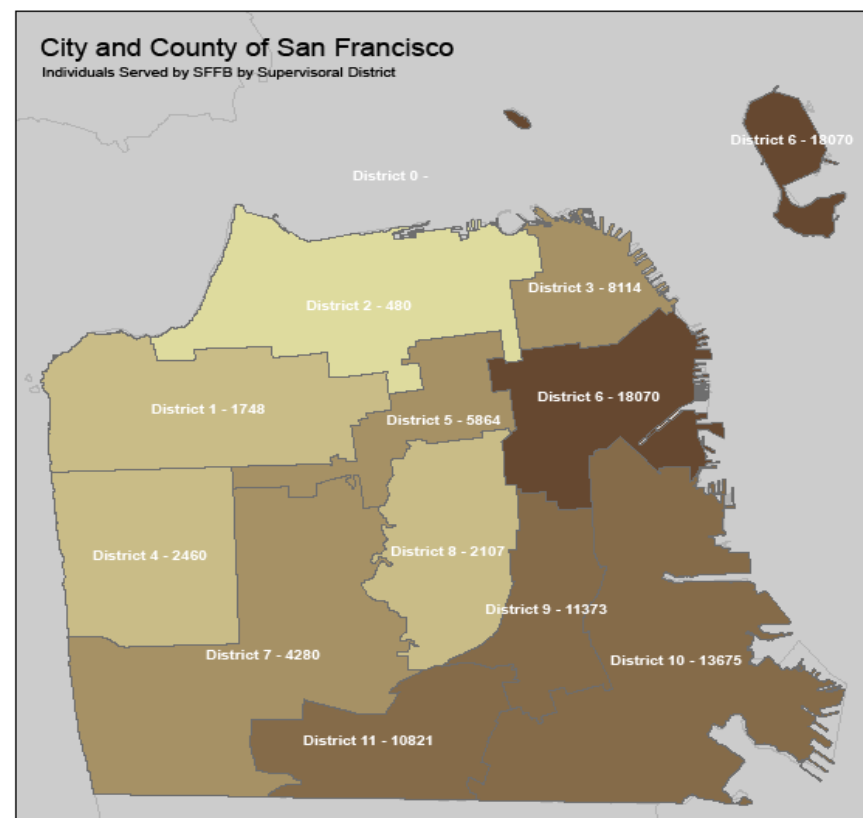 City and County of San Francisco
Individuals Served by SFFB by Supervisoral District
District 6 - 18070
District 0 -
District 3 - 8114
District 2 - 480
District 6 - 18070
District 1 - 1748
District 5 - 5864
District 4 - 2460
District 8 - 2107
District 9 - 11373
District 7 - 4280
District 10 - 13675
District 11 - 10821